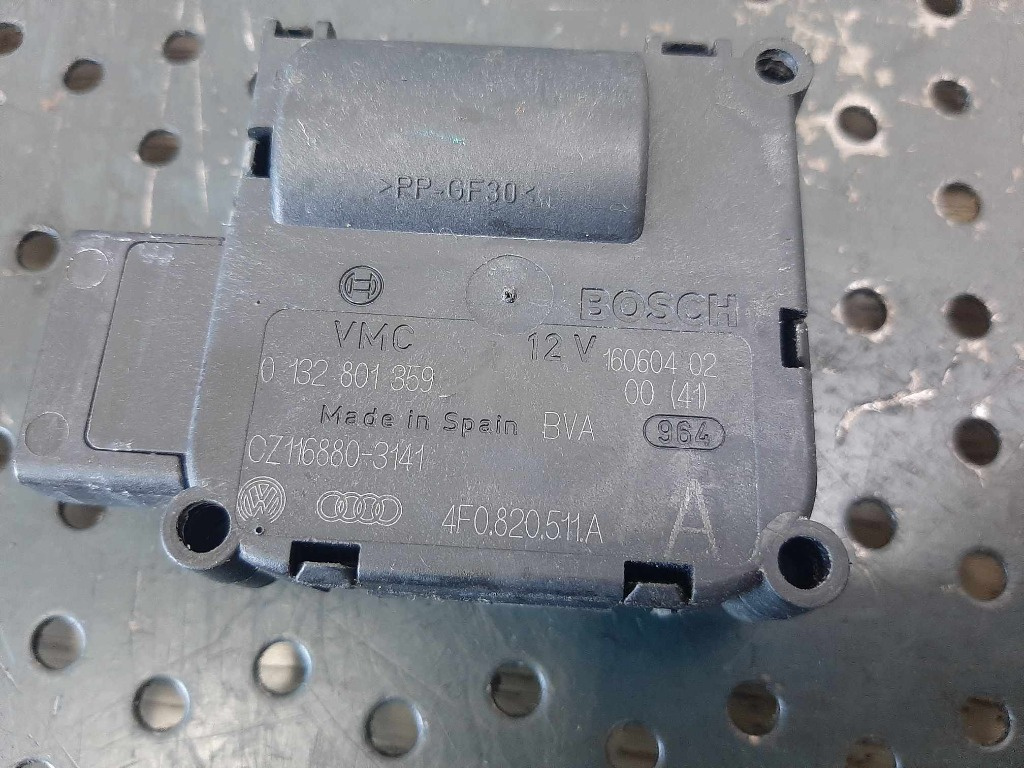 >PP-GF30<
BOSCH
VMC 12 V 160604 02
0 132 801 359 00 (41)
Made in Spain BVA 964
CZ116880-3141
4F0.820.511.A A